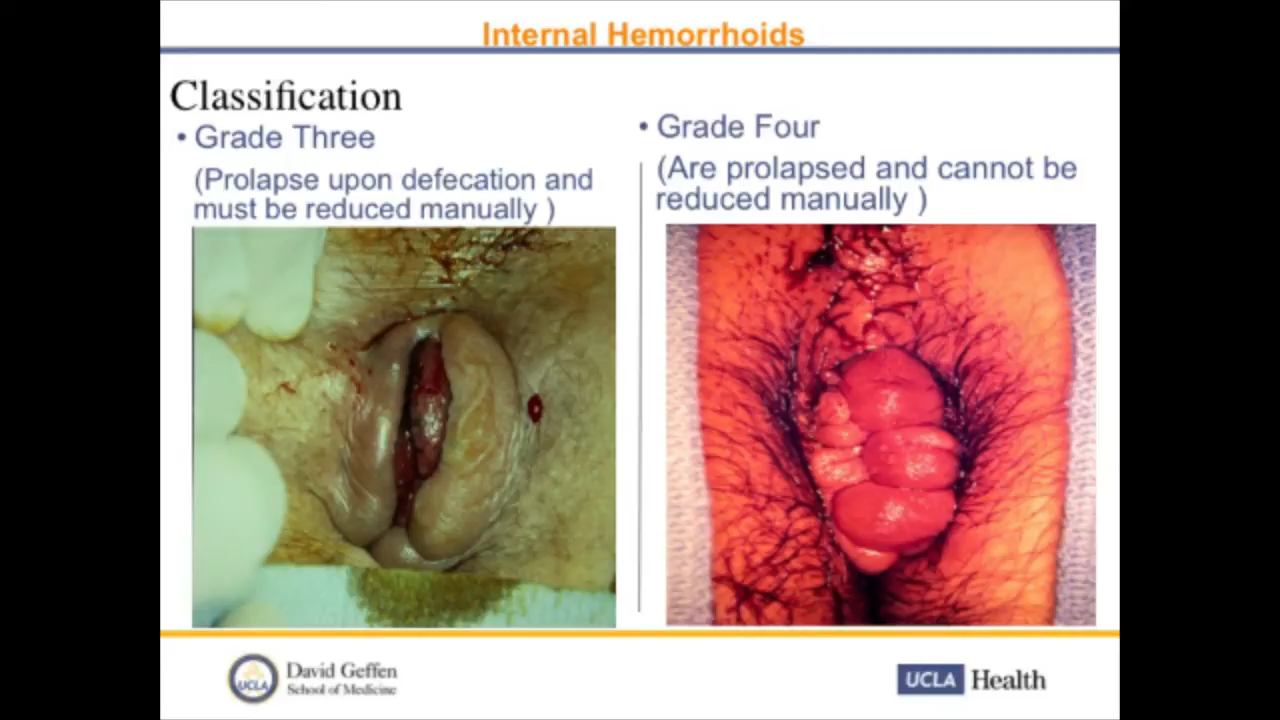 Internal Hemorrhoids
Classification
• Grade Three
(Prolapse upon defecation and
must be reduced manually )
• Grade Four
(Are prolapsed and cannot be
reduced manually )
UCLA
David Geffen
School of Medicine
UCLA Health